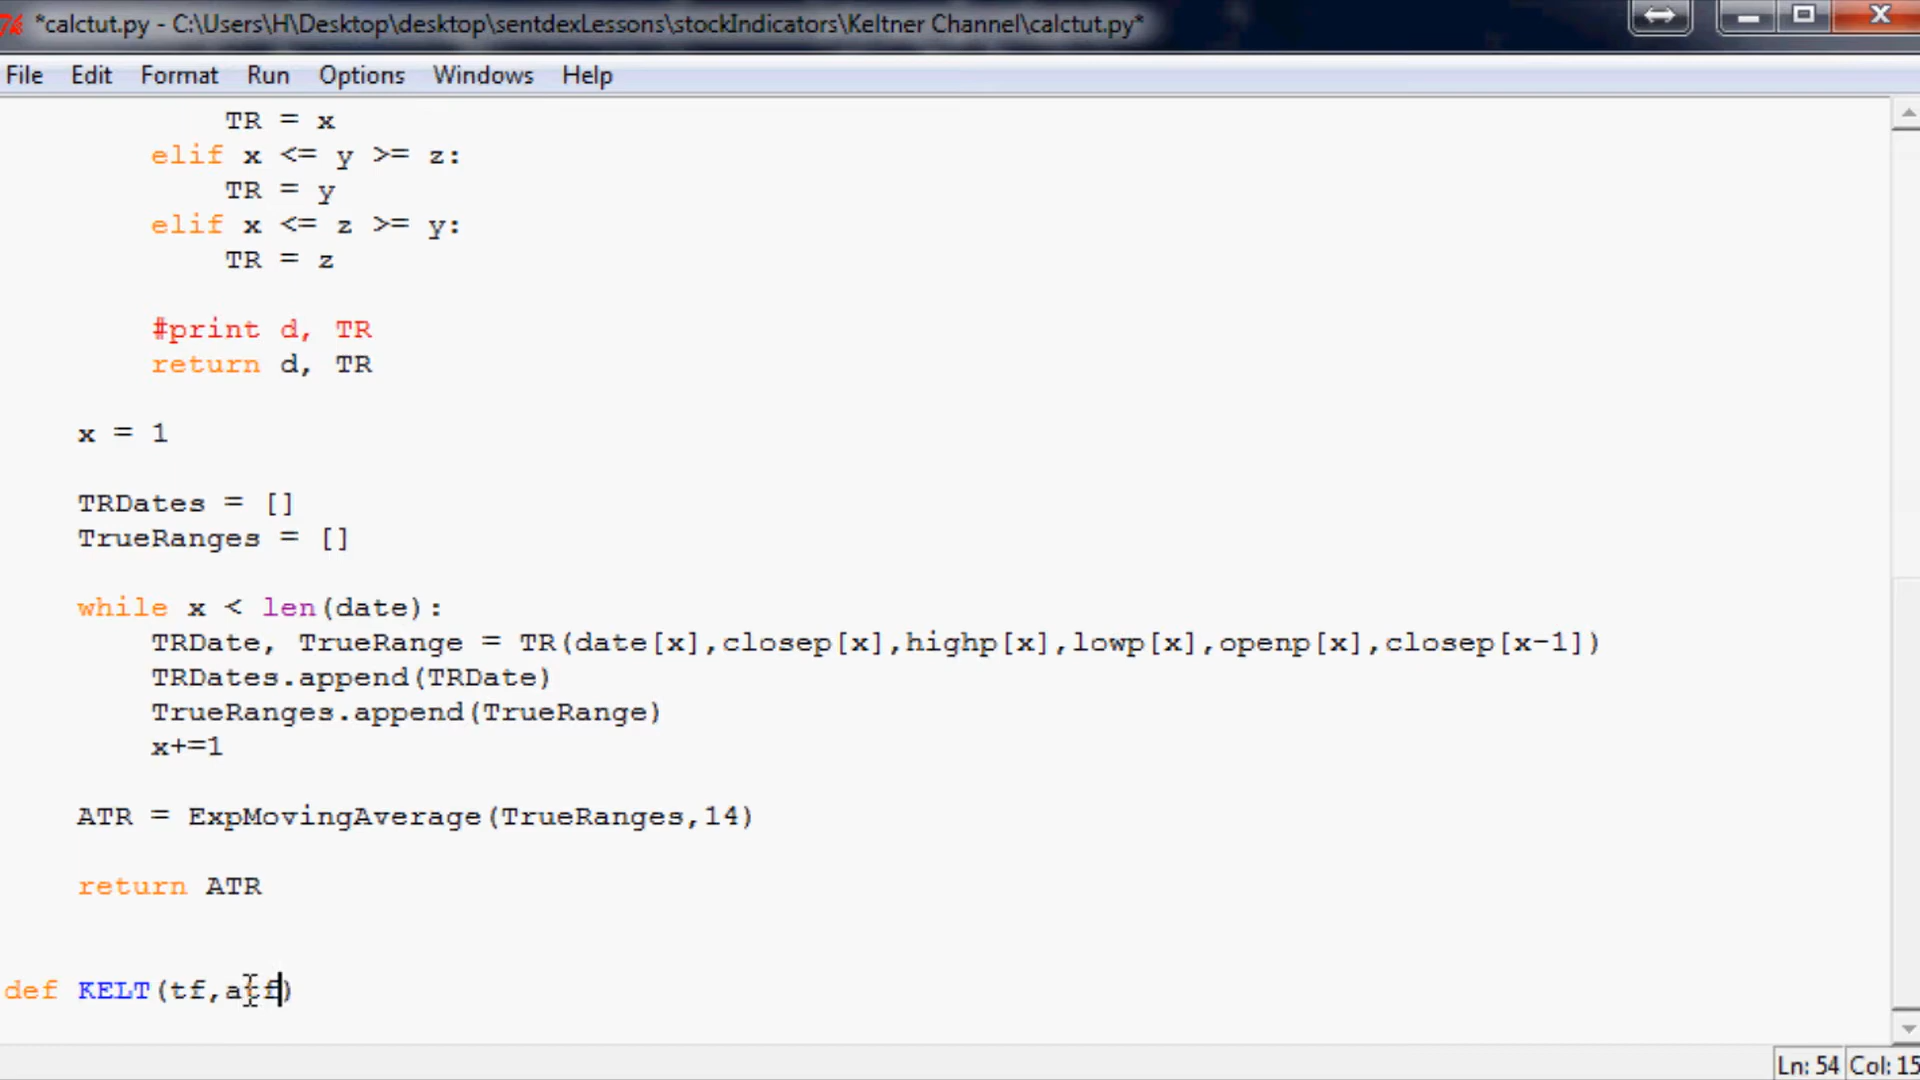 *calctut.py - C:\Users\H\Desktop\desktop\sentdexLessons\stockIndicators\Keltner Channel\calctut.py*
File Edit Format Run Options Windows Help
TR = x
elif x <= y >= z:
TR = y
elif x <= z >= y:
TR = z
#print d, TR
return d, TR
x = 1
TRDates = []
TrueRanges = []
while x < len(date):
TRDate, TrueRange = TR(date[x],closep[x],highp[x],lowp[x],openp[x],closep[x-1])
TRDates.append(TRDate)
TrueRanges.append(TrueRange)
x+=1
ATR = ExpMovingAverage(TrueRanges,14)
return ATR
def KELT(tf,atf)
Ln: 54 Col: 15